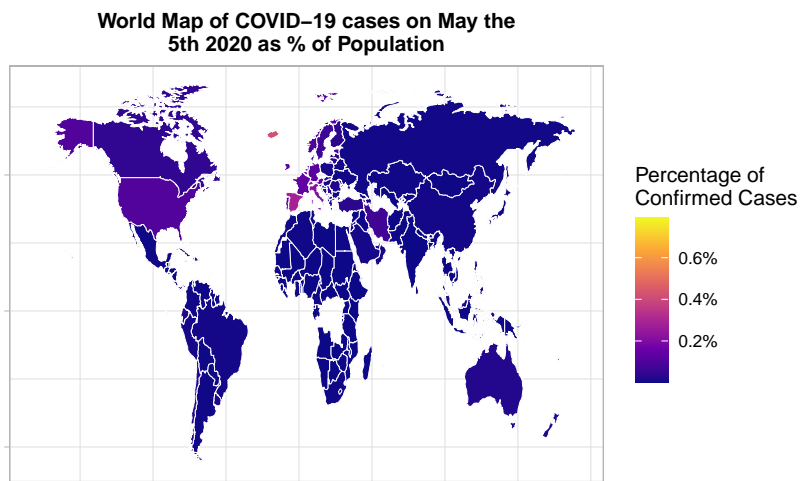 World Map of COVID−19 cases on May the
5th 2020 as % of Population
Percentage of
Confirmed Cases
0.6%
0.4%
0.2%